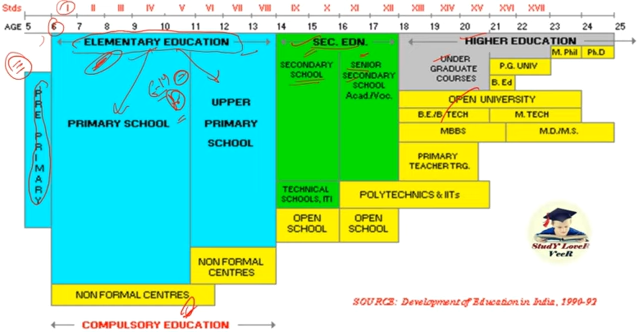 Stds I II III IV V VI VII VIII IX X XI XII XIII XIV XV XVI XVII
AGE 5 6 7 8 9 10 11 12 13 14 15 16 17 18 19 20 21 22 23 24 25
ELEMENTARY EDUCATION
SEC. EDN.
HIGHER EDUCATION
M. Phil
Ph.D
PRE PRIMARY
PRIMARY SCHOOL
6-14
UPPER
PRIMARY
SCHOOL
SECONDARY
SCHOOL
SENIOR
SECONDARY
SCHOOL
Acad./Voc.
UNDER
GRADUATE
COURSES
P.G. UNIV
B. Ed
OPEN UNIVERSITY
B.E./B.TECH
M. TECH
MBBS
M.D./M.S.
PRIMARY
TEACHER TRG.
TECHNICAL
SCHOOLS, ITI
POLYTECHNICS & IITs
OPEN
SCHOOL
OPEN
SCHOOL
NON FORMAL
CENTRES
NON FORMAL CENTRES
COMPULSORY EDUCATION
StudY LoveR
VeeR
SOURCE: Development of Education in India, 1990-92